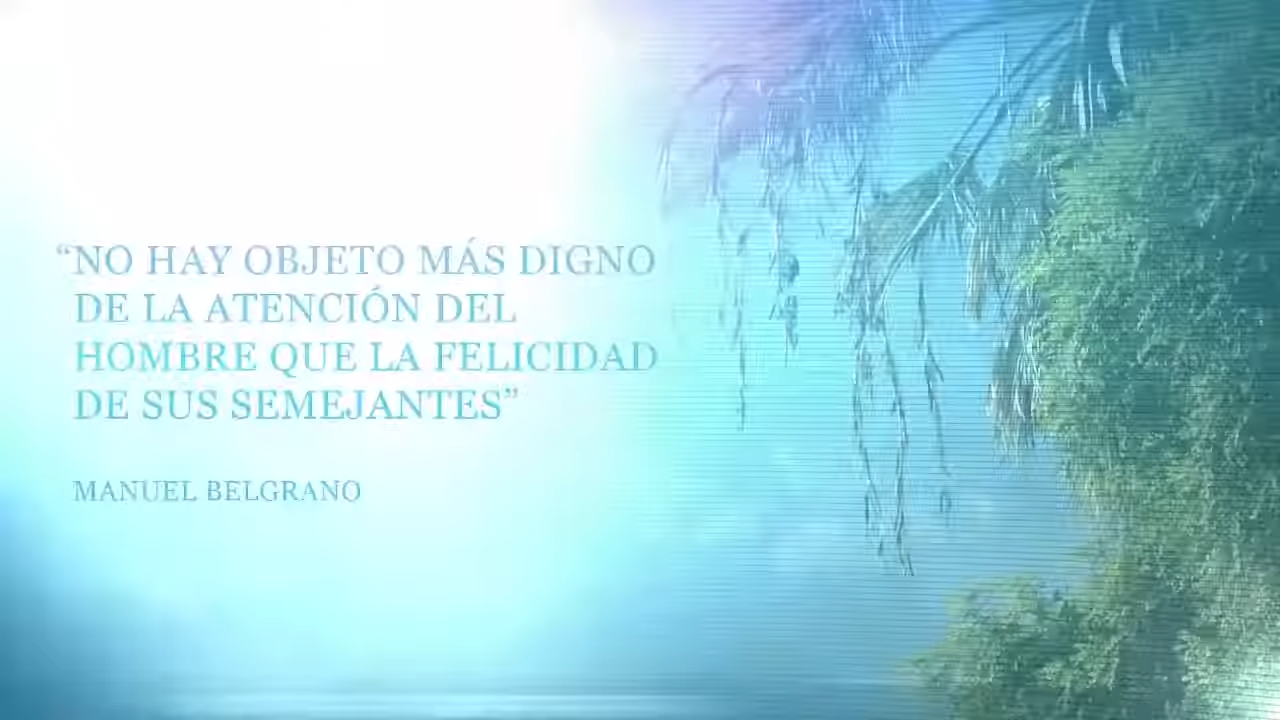 “NO HAY OBJETO MÁS DIGNO
DE LA ATENCIÓN DEL
HOMBRE QUE LA FELICIDAD
DE SUS SEMEJANTES”
MANUEL BELGRANO